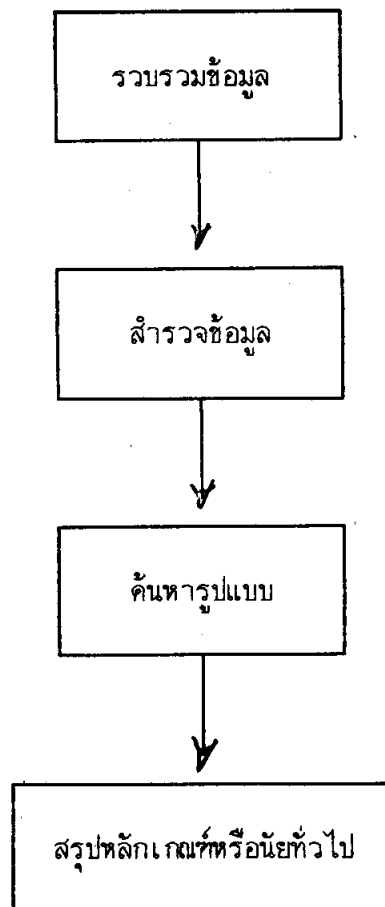 รวบรวมข้อมูล
สำรวจข้อมูล
ค้นหารูปแบบ
สรุปหลักเกณฑ์หรือนัยทั่วไป